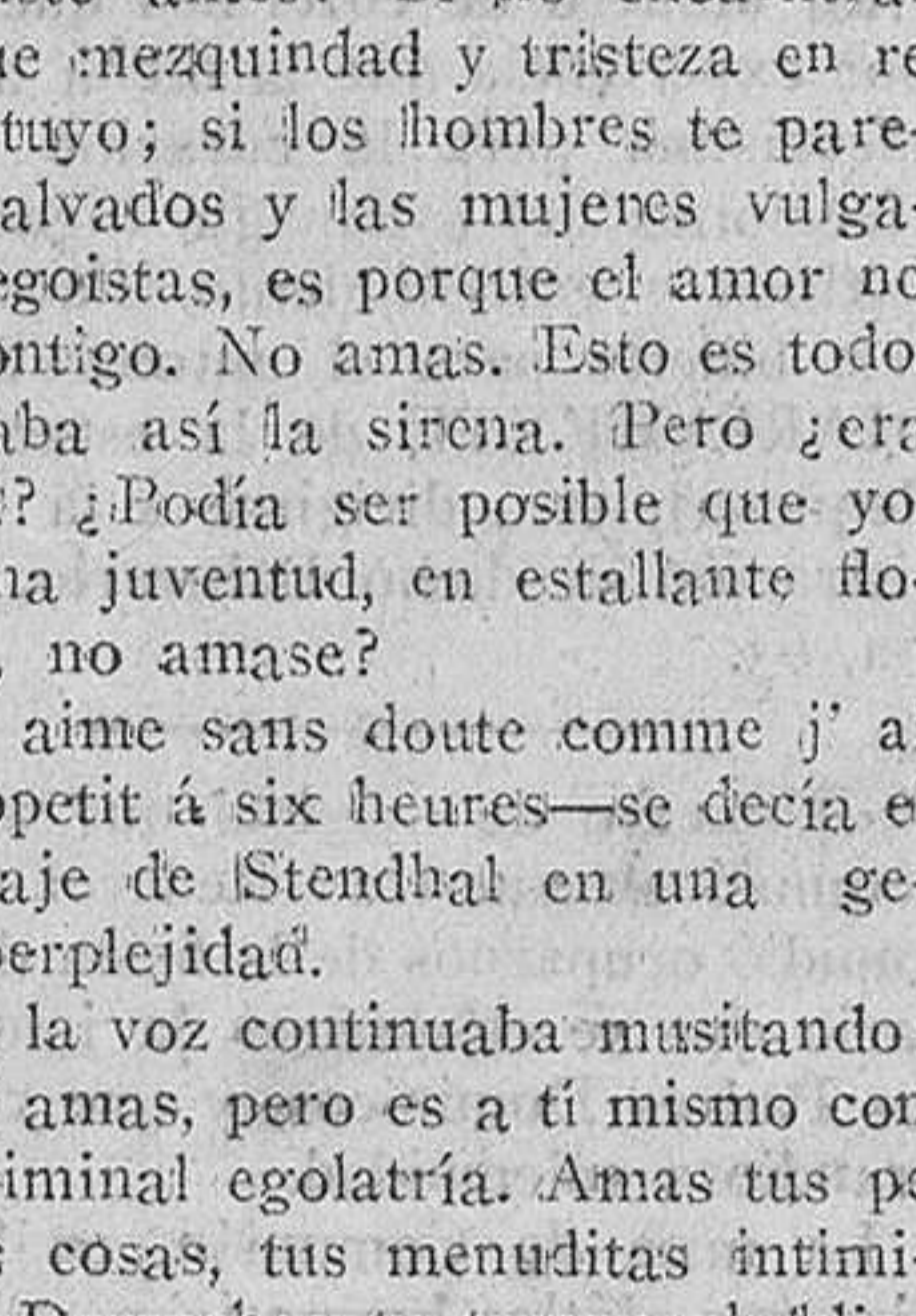 mezquindad y tristeza en
tuyo; si los hombres te pare-
alvados y las mujeres vulga-
egoistas, es porque el amor no
ontigo. No amas. Esto es todo
aba así la sirena. Pero ¿era
? ¿Podía ser posible que yo
na juventud, en estallante flo-
, no amase?
aime sans doute comme j' a
petit á six heures—se decía
aje de Stendhal en una ge-
perplejidad.
la voz continuaba musitando
amas, pero es a tí mismo con
iminal egolatría. Amas tus
cosas, tus menuditas intimi-